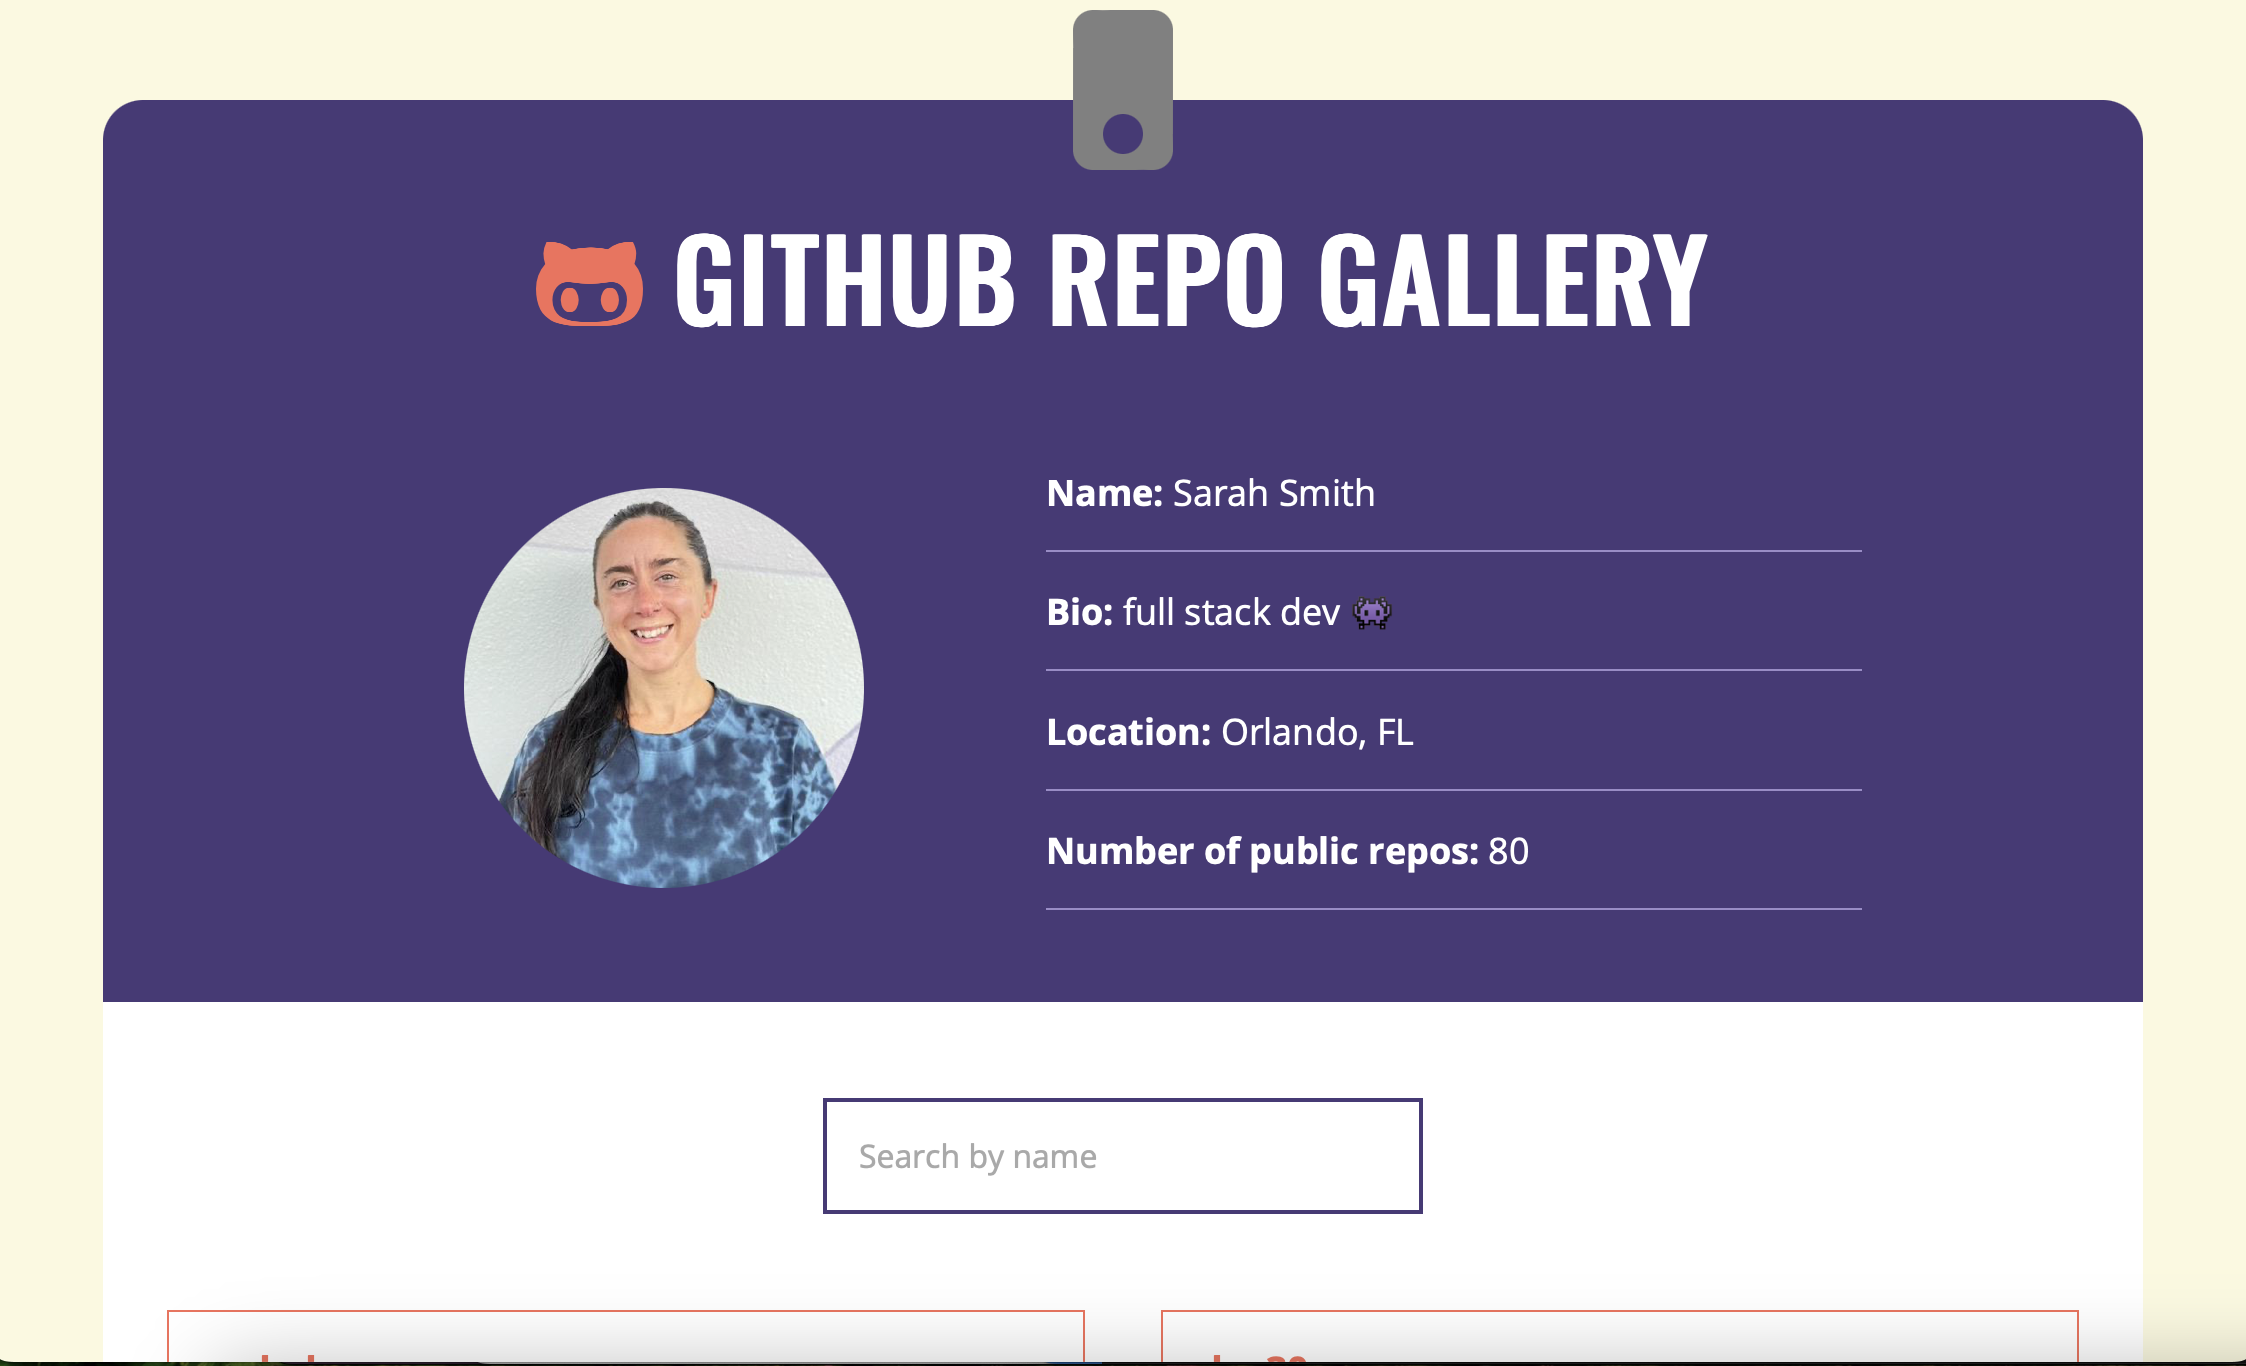 GITHUB REPO GALLERY
Name: Sarah Smith
Bio: full stack dev 👾
Location: Orlando, FL
Number of public repos: 80
Search by name